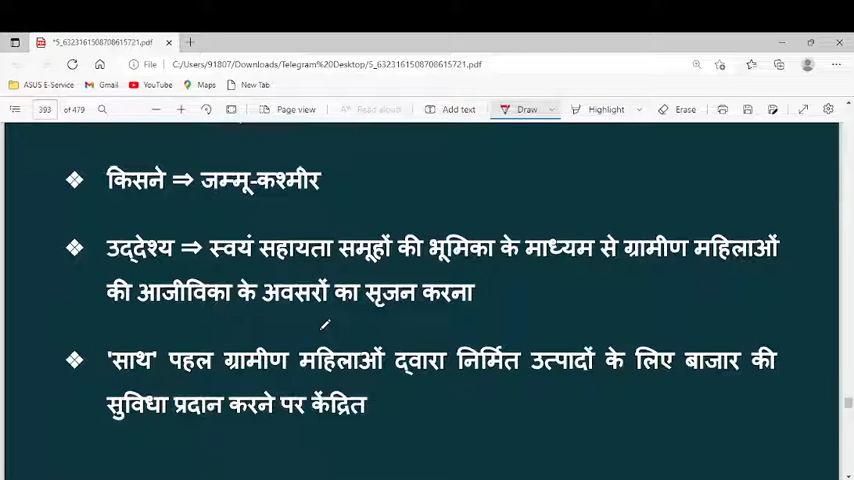 *5_6323161508708615721.pdf
File C:/Users/91807/Downloads/Telegram%20Desktop/5_6323161508708615721.pdf
ASUS E-Service Gmail YouTube Maps New Tab
393 of 479 Page view Read aloud Add text Draw Highlight Erase
❖ किसने ⇒ जम्मू-कश्मीर
❖ उद्देश्य ⇒ स्वयं सहायता समूहों की भूमिका के माध्यम से ग्रामीण महिलाओं
की आजीविका के अवसरों का सृजन करना
❖ 'साथ' पहल ग्रामीण महिलाओं द्वारा निर्मित उत्पादों के लिए बाजार की
सुविधा प्रदान करने पर केंद्रित